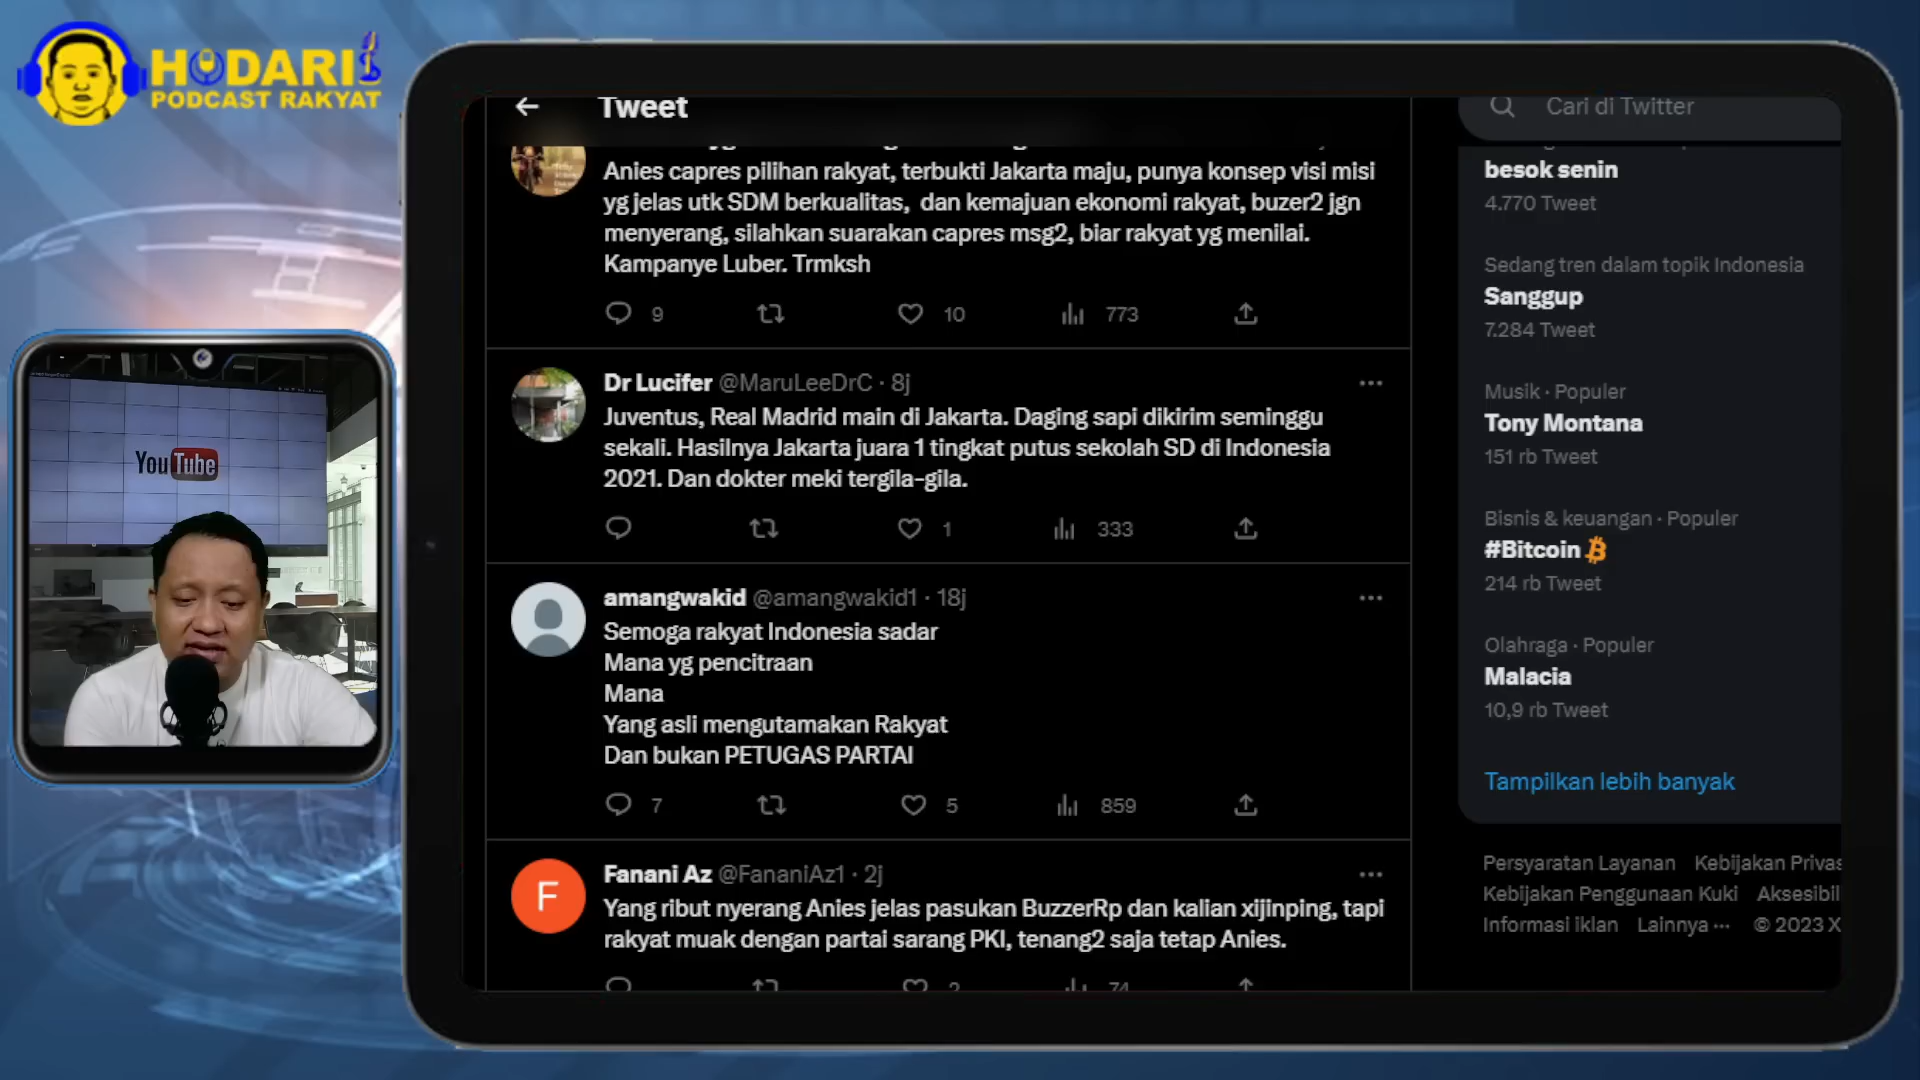 HODARI
PODCAST RAKYAT
YouTube
Tweet
Anies capres pilihan rakyat, terbukti Jakarta maju, punya konsep visi misi
yg jelas utk SDM berkualitas, dan kemajuan ekonomi rakyat, buzer2 jgn
menyerang, silahkan suarakan capres msg2, biar rakyat yg menilai.
Kampanye Luber. Trmksh
9 10 773
Dr Lucifer @MaruLeeDrC · 8j
Juventus, Real Madrid main di Jakarta. Daging sapi dikirim seminggu
sekali. Hasilnya Jakarta juara 1 tingkat putus sekolah SD di Indonesia
2021. Dan dokter meki tergila-gila.
1 333
amangwakid @amangwakid1 · 18j
Semoga rakyat Indonesia sadar
Mana yg pencitraan
Mana
Yang asli mengutamakan Rakyat
Dan bukan PETUGAS PARTAI
7 5 859
F
Fanani Az @FananiAz1 · 2j
Yang ribut nyerang Anies jelas pasukan BuzzerRp dan kalian xijinping, tapi
rakyat muak dengan partai sarang PKI, tenang2 saja tetap Anies.
2 74
Cari di Twitter
besok senin
4.770 Tweet
Sedang tren dalam topik Indonesia
Sanggup
7.284 Tweet
Musik · Populer
Tony Montana
151 rb Tweet
Bisnis & keuangan · Populer
#Bitcoin
214 rb Tweet
Olahraga · Populer
Malacia
10,9 rb Tweet
Tampilkan lebih banyak
Persyaratan Layanan Kebijakan Privas
Kebijakan Penggunaan Kuki Aksesibil
Informasi iklan Lainnya ··· © 2023 X